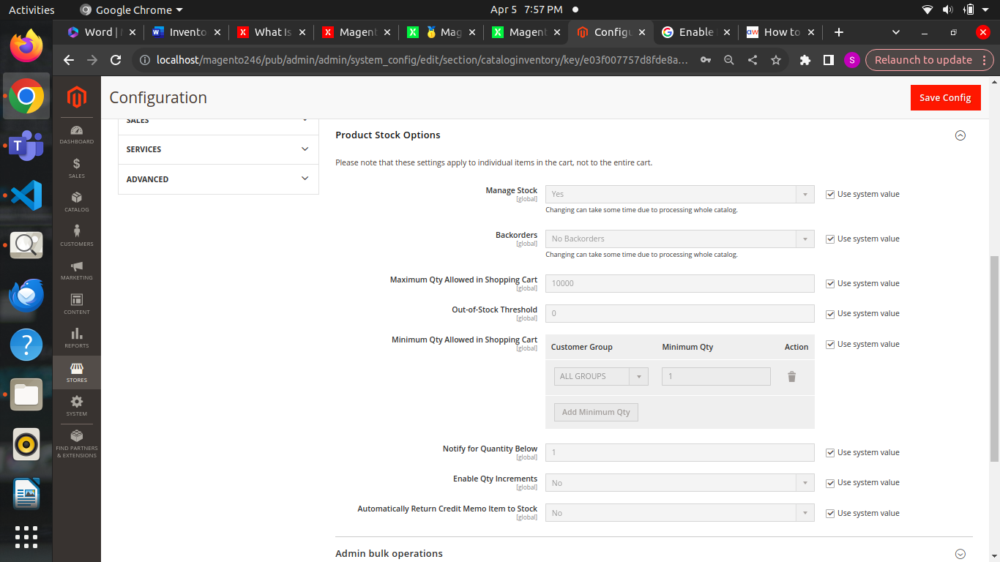 Activities
Google Chrome
Apr 5 7:57 PM
Word |
Invento
What Is
Magent
Mag
Magent
Config
Enable
How to
localhost/magento246/pub/admin/admin/system_config/edit/section/cataloginventory/key/e03f007757d8fde8a...
S
Relaunch to update
Configuration
Save Config
DASHBOARD
SALES
CATALOG
CUSTOMERS
MARKETING
CONTENT
REPORTS
STORES
SYSTEM
FIND PARTNERS
& EXTENSIONS
SALES
SERVICES
ADVANCED
Product Stock Options
Please note that these settings apply to individual items in the cart, not to the entire cart.
Manage Stock
[global]
Yes
Use system value
Changing can take some time due to processing whole catalog.
Backorders
[global]
No Backorders
Use system value
Changing can take some time due to processing whole catalog.
Maximum Qty Allowed in Shopping Cart
[global]
10000
Use system value
Out-of-Stock Threshold
[global]
0
Use system value
Minimum Qty Allowed in Shopping Cart
[global]
Customer Group Minimum Qty Action
Use system value
ALL GROUPS 1
Add Minimum Qty
Notify for Quantity Below
[global]
1
Use system value
Enable Qty Increments
[global]
No
Use system value
Automatically Return Credit Memo Item to Stock
[global]
No
Use system value
Admin bulk operations